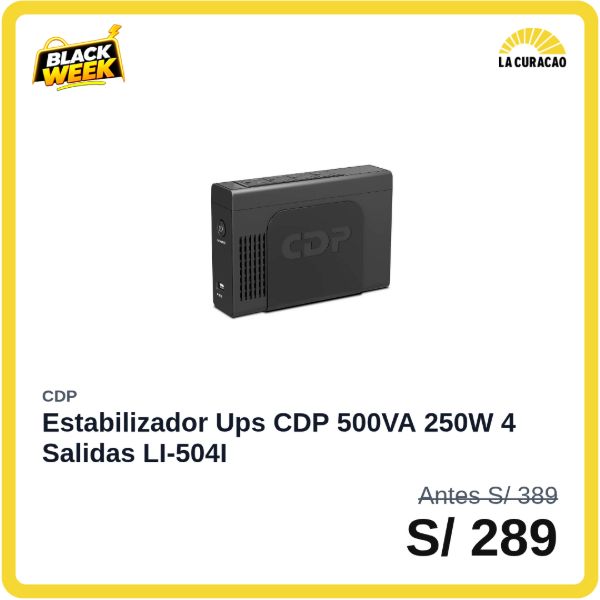 BLACK
WEEK
LA CURACAO
CDP
CDP
Estabilizador Ups CDP 500VA 250W 4
Salidas LI-504I
Antes S/ 389
S/ 289